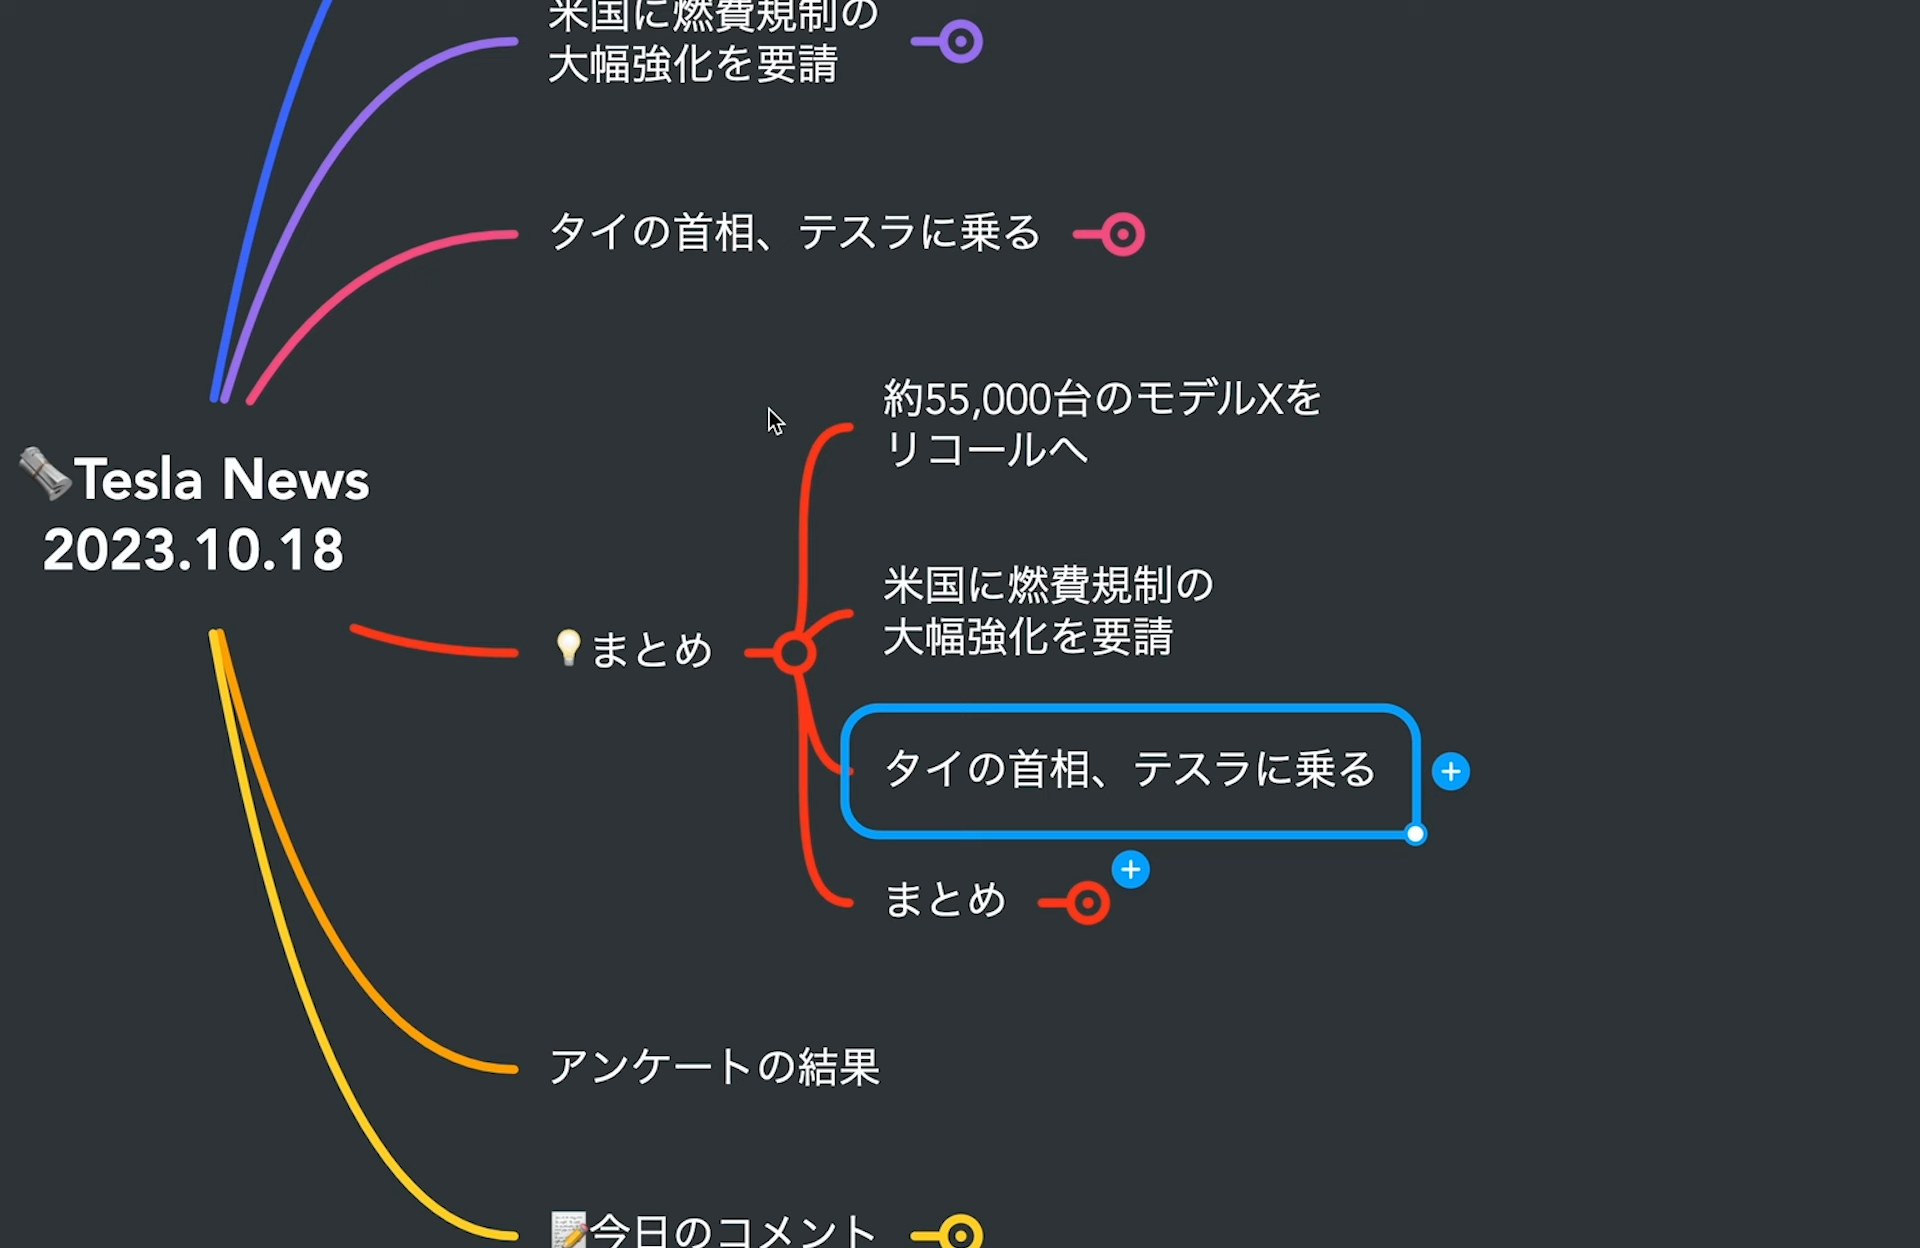 米国に燃費規制の
大幅強化を要請
タイの首相、テスラに乗る
Tesla News
2023.10.18
まとめ
約55,000台のモデルXを
リコールへ
米国に燃費規制の
大幅強化を要請
タイの首相、テスラに乗る
まとめ
アンケートの結果
今日のコメント